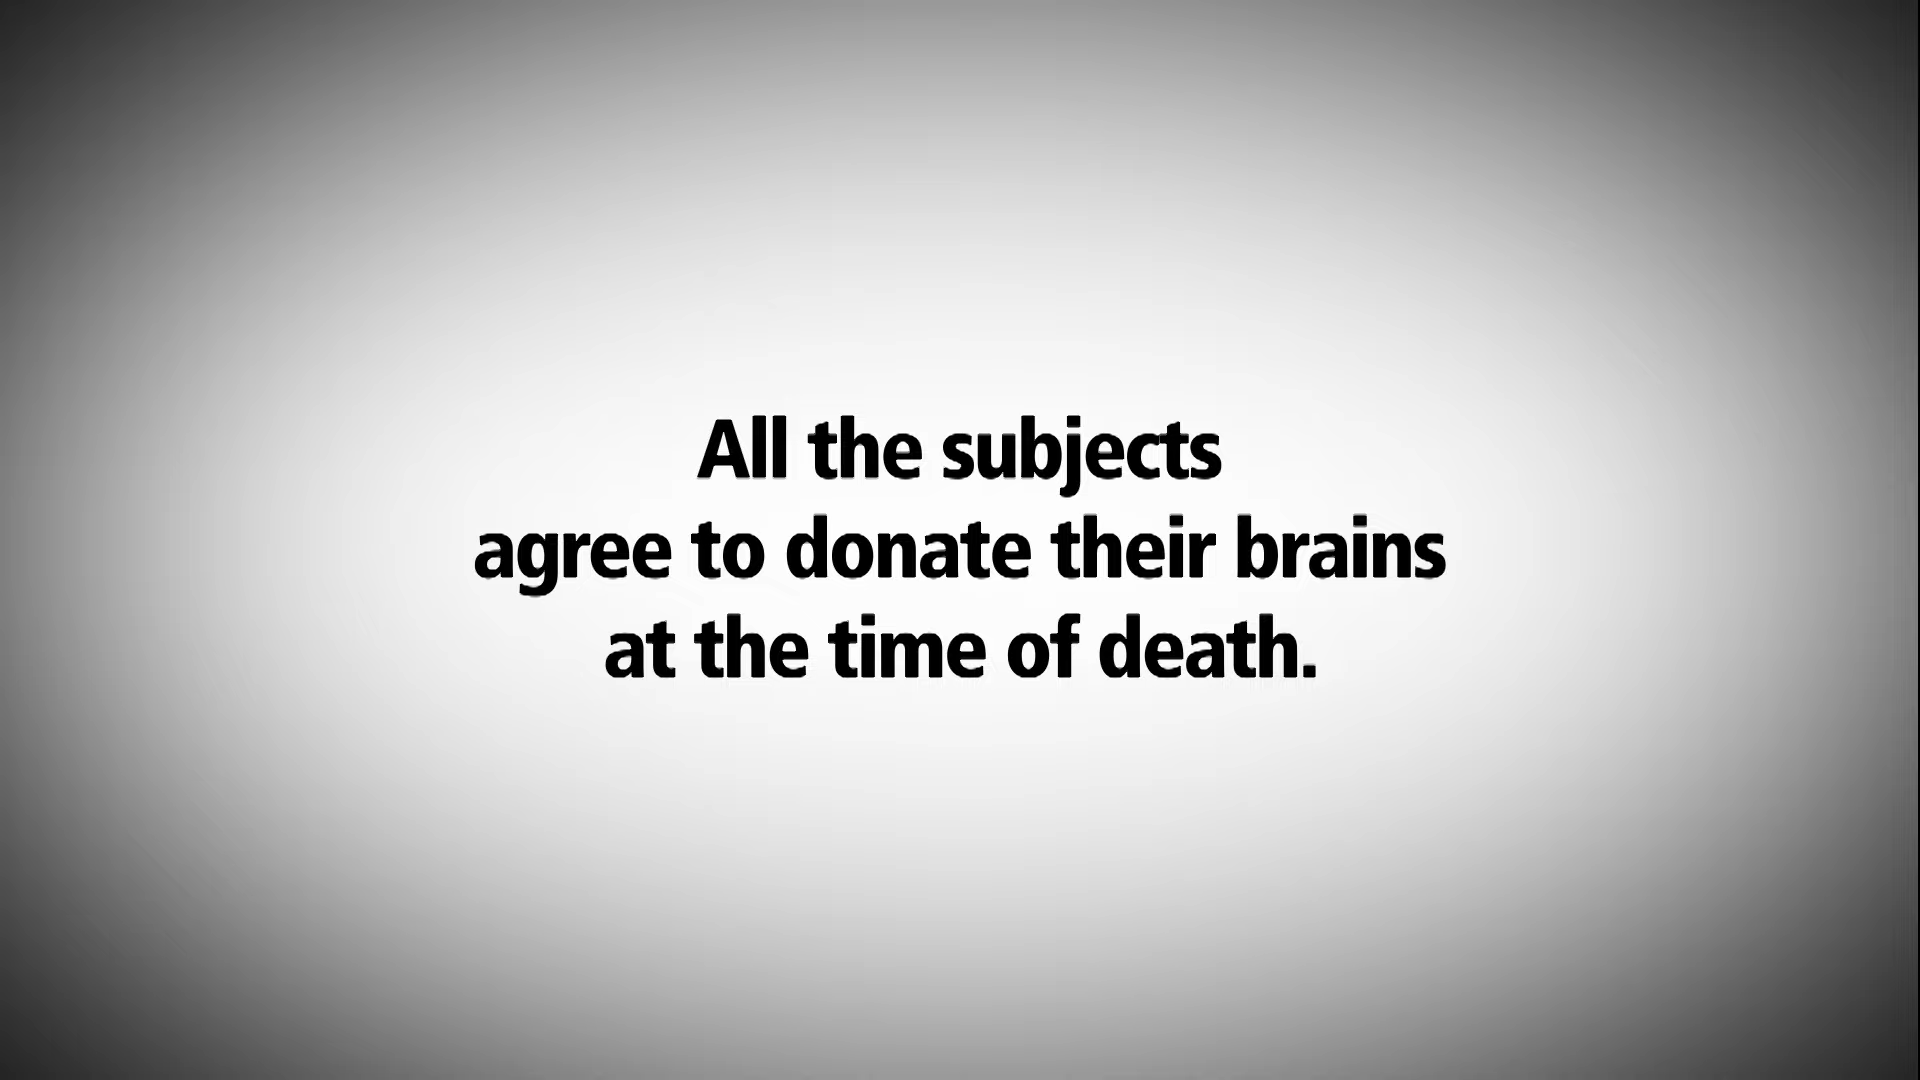 All the subjects
agree to donate their brains
at the time of death.